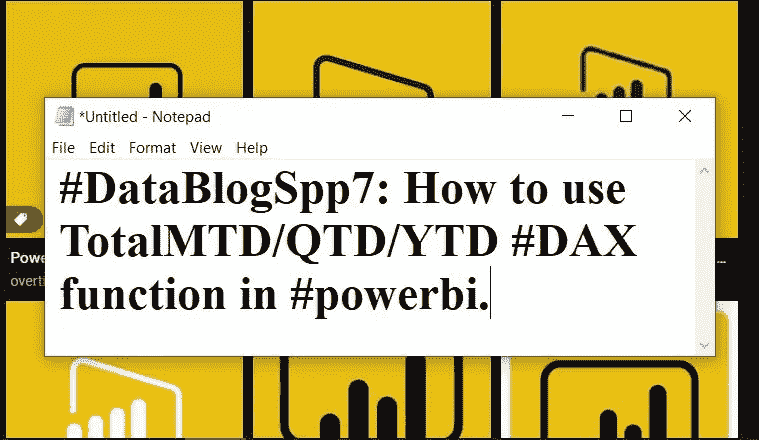 *Untitled - Notepad
File Edit Format View Help
#DataBlogSpp7: How to use
TotalMTD/QTD/YTD #DAX
function in #powerbi.
Powe
...
overti